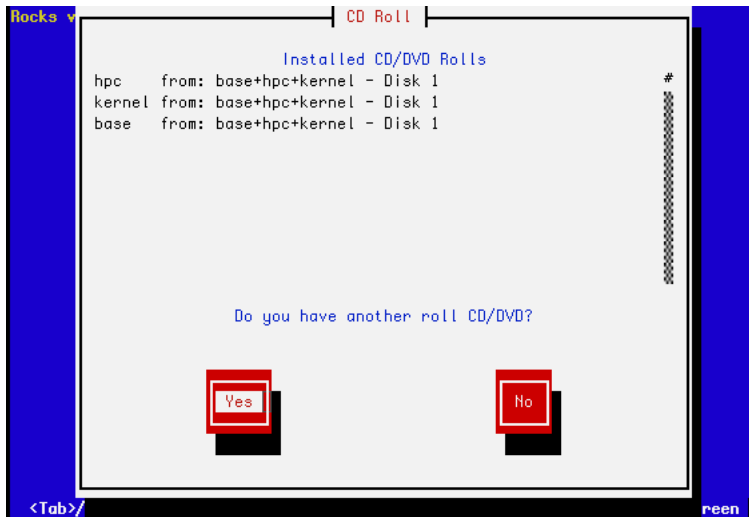 Rocks v
CD Roll
Installed CD/DVD Rolls
hpc from: base+hpc+kernel - Disk 1 #
kernel from: base+hpc+kernel - Disk 1
base from: base+hpc+kernel - Disk 1
Do you have another roll CD/DVD?
Yes No
<Tab>/ reen